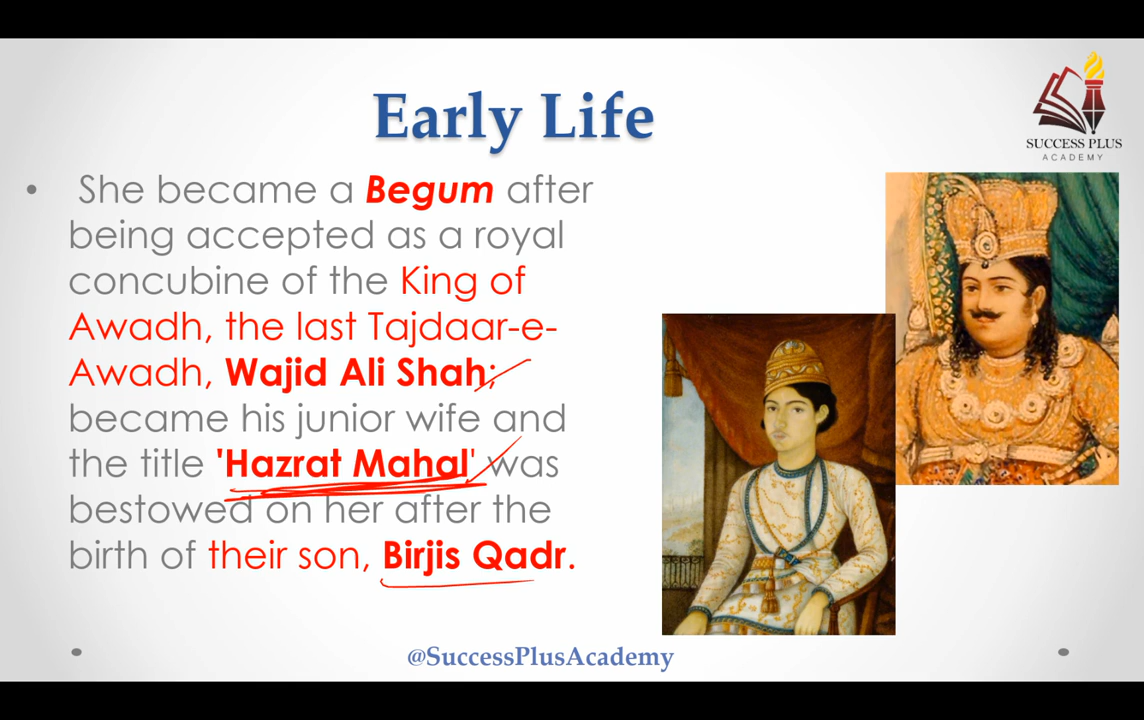 Early Life
SUCCESS PLUS
ACADEMY
• She became a Begum after
being accepted as a royal
concubine of the King of
Awadh, the last Tajdaar-e-
Awadh, Wajid Ali Shah;
became his junior wife and
the title 'Hazrat Mahal' was
bestowed on her after the
birth of their son, Birjis Qadr.
@SuccessPlusAcademy